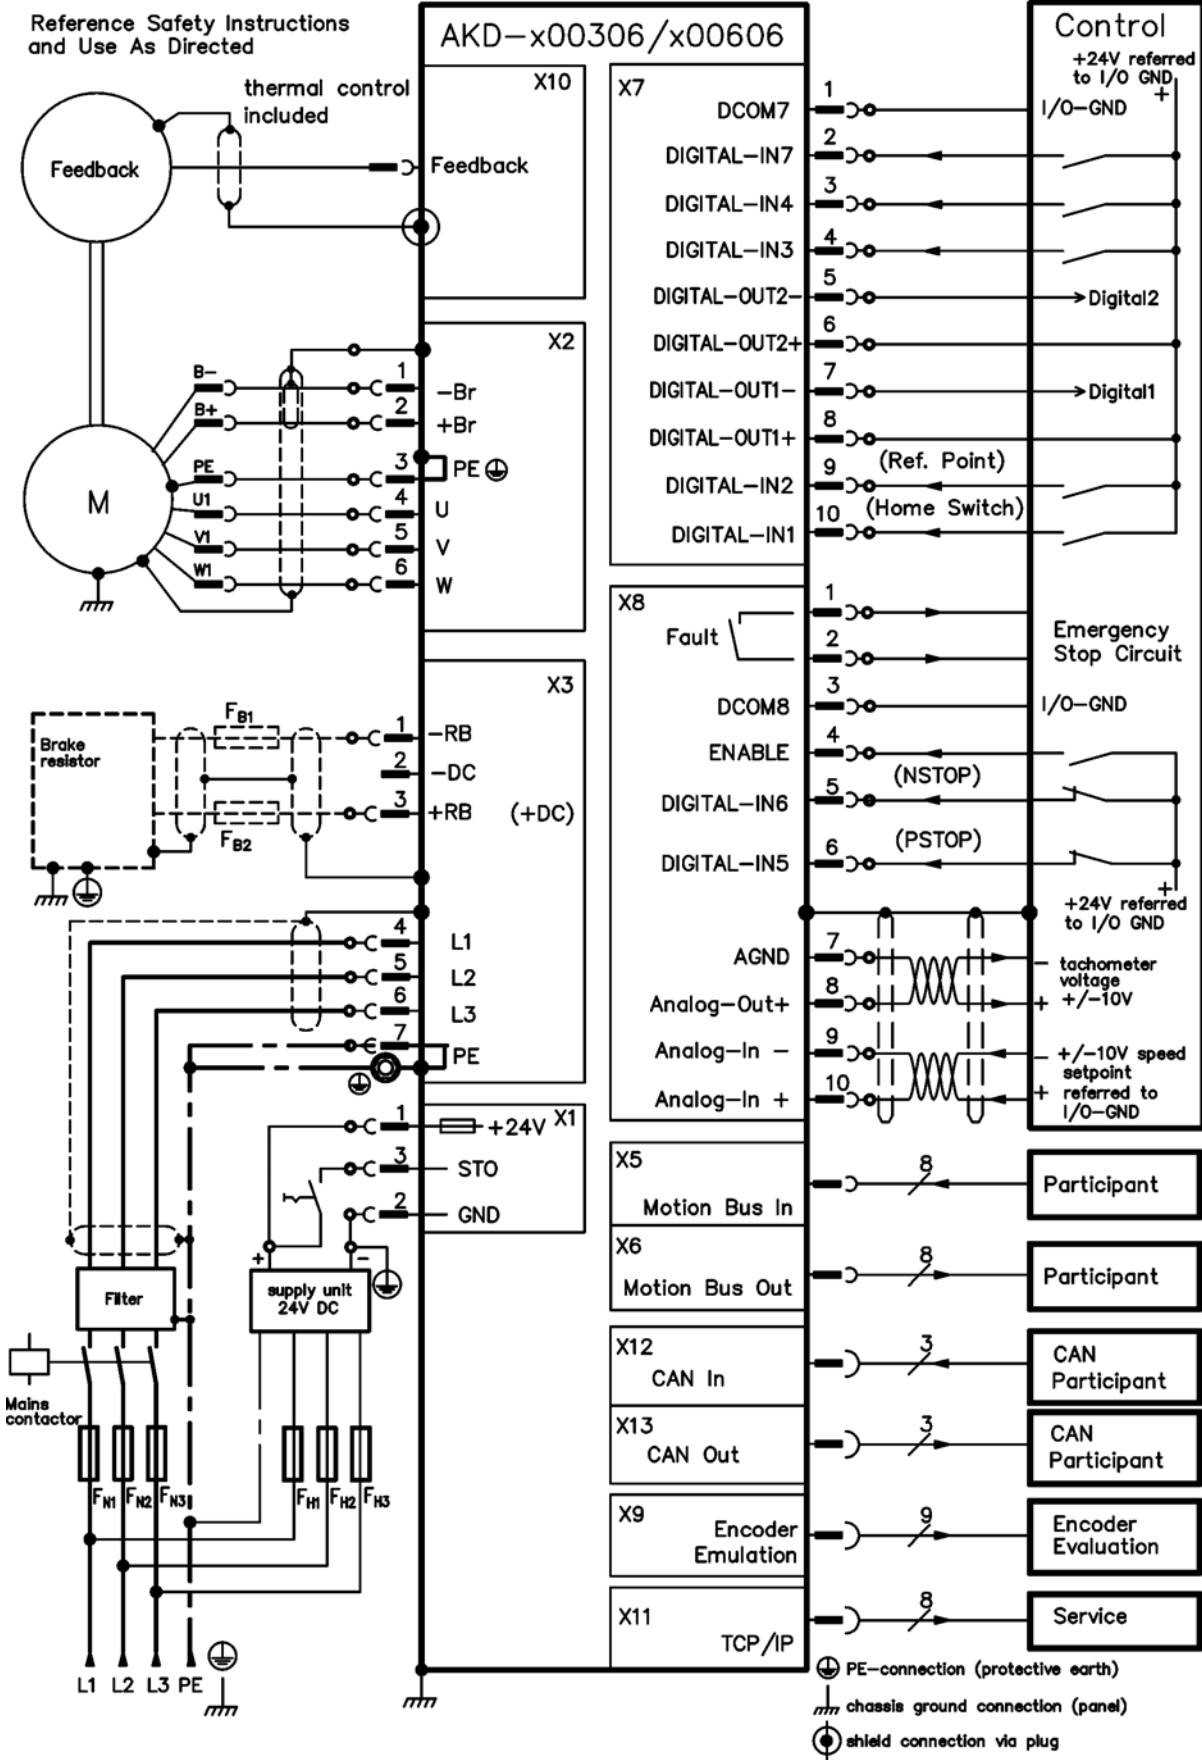 Reference Safety Instructions
and Use As Directed
AKD-x00306/x00606
Control
+24V referred
to I/O GND
+
thermal control
included
Feedback
X10
Feedback
X7
DCOM7
1
I/O-GND
DIGITAL-IN7
2
DIGITAL-IN4
3
DIGITAL-IN3
4
DIGITAL-OUT2-
5
Digital2
DIGITAL-OUT2+
6
DIGITAL-OUT1-
7
Digital1
DIGITAL-OUT1+
8
(Ref. Point)
DIGITAL-IN2
9
(Home Switch)
DIGITAL-IN1
10
X2
B-
1
-Br
B+
2
+Br
PE
3
PE
M
U1
4
U
V1
5
V
W1
6
W
X8
Fault
1
2
Emergency
Stop Circuit
DCOM8
3
I/O-GND
ENABLE
4
(NSTOP)
DIGITAL-IN6
5
(PSTOP)
DIGITAL-IN5
6
+
+24V referred
to I/O GND
X3
Brake
resistor
FB1
1
-RB
2
-DC
3
+RB
(+DC)
FB2
4
L1
5
L2
6
L3
7
PE
AGND
7
- tachometer
voltage
Analog-Out+
8
+ +/-10V
Analog-In -
9
- +/-10V speed
setpoint
Analog-In +
10
+ referred to
I/O-GND
X1
1
+24V
3
STO
2
GND
+
-
supply unit
24V DC
Filter
Mains
contactor
FN1
FN2
FN3
FH1
FH2
FH3
L1
L2
L3
PE
X5
Motion Bus In
8
Participant
X6
Motion Bus Out
8
Participant
X12
CAN In
3
CAN
Participant
X13
CAN Out
3
CAN
Participant
X9
Encoder
Emulation
9
Encoder
Evaluation
X11
TCP/IP
8
Service
PE-connection (protective earth)
chassis ground connection (panel)
shield connection via plug